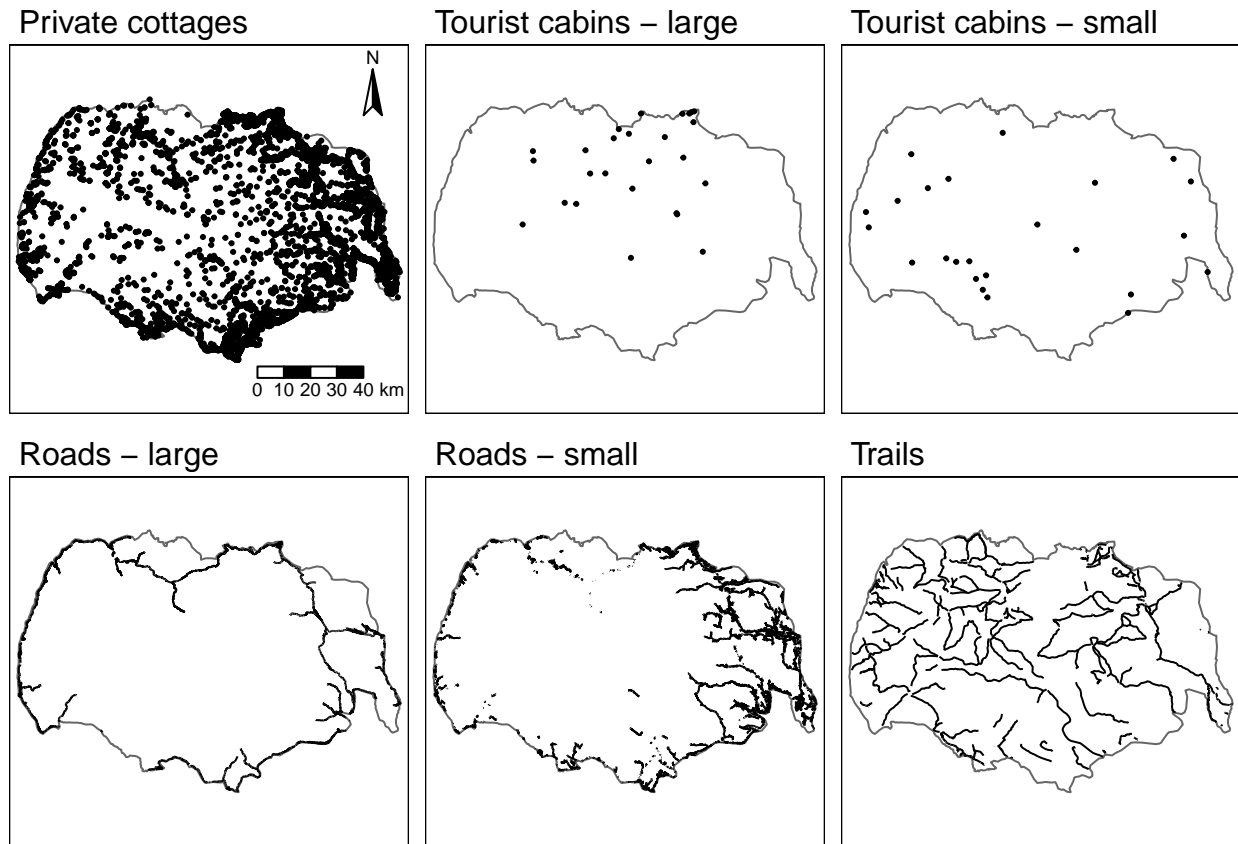 Private cottages
Tourist cabins – large
Tourist cabins – small
N
0 10 20 30 40 km
Roads – large
Roads – small
Trails